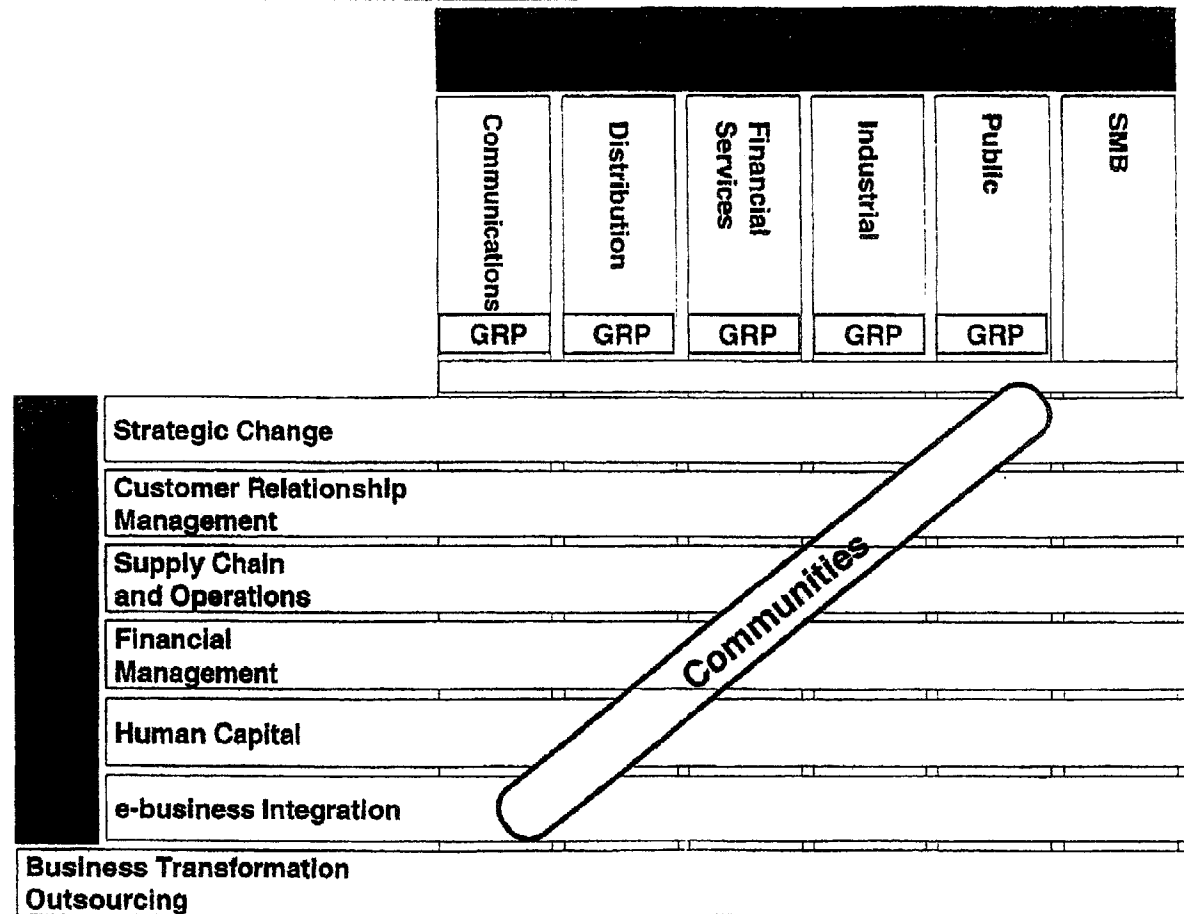 Communications
Distribution
Financial
Services
Industrial
Public
SMB
GRP
GRP
GRP
GRP
GRP
Strategic Change
Customer Relationship
Management
Supply Chain
and Operations
Financial
Management
Human Capital
e-business Integration
Communities
Business Transformation
Outsourcing